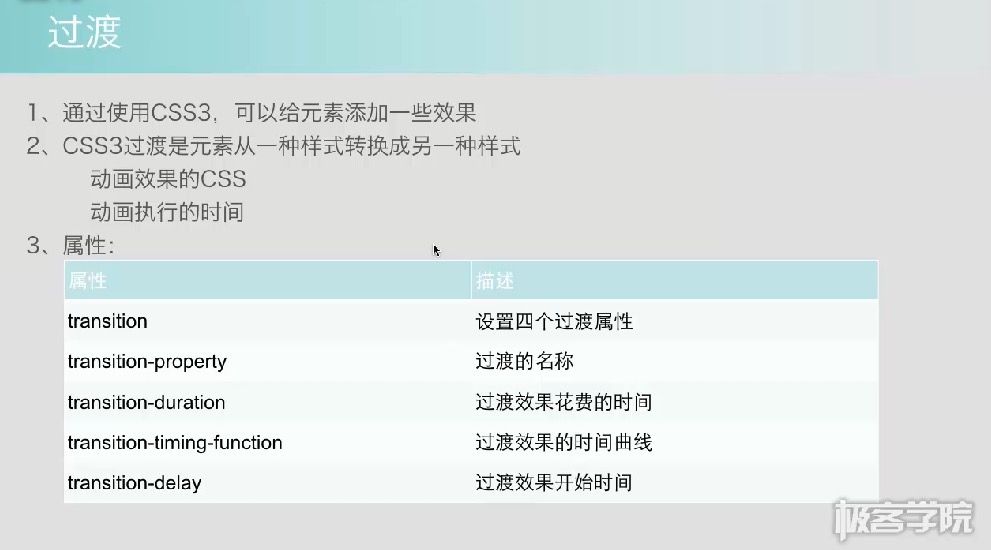 过渡
1、通过使用CSS3，可以给元素添加一些效果
2、CSS3过渡是元素从一种样式转换成另一种样式
动画效果的CSS
动画执行的时间
3、属性：
属性 描述
transition 设置四个过渡属性
transition-property 过渡的名称
transition-duration 过渡效果花费的时间
transition-timing-function 过渡效果的时间曲线
transition-delay 过渡效果开始时间
极客学院